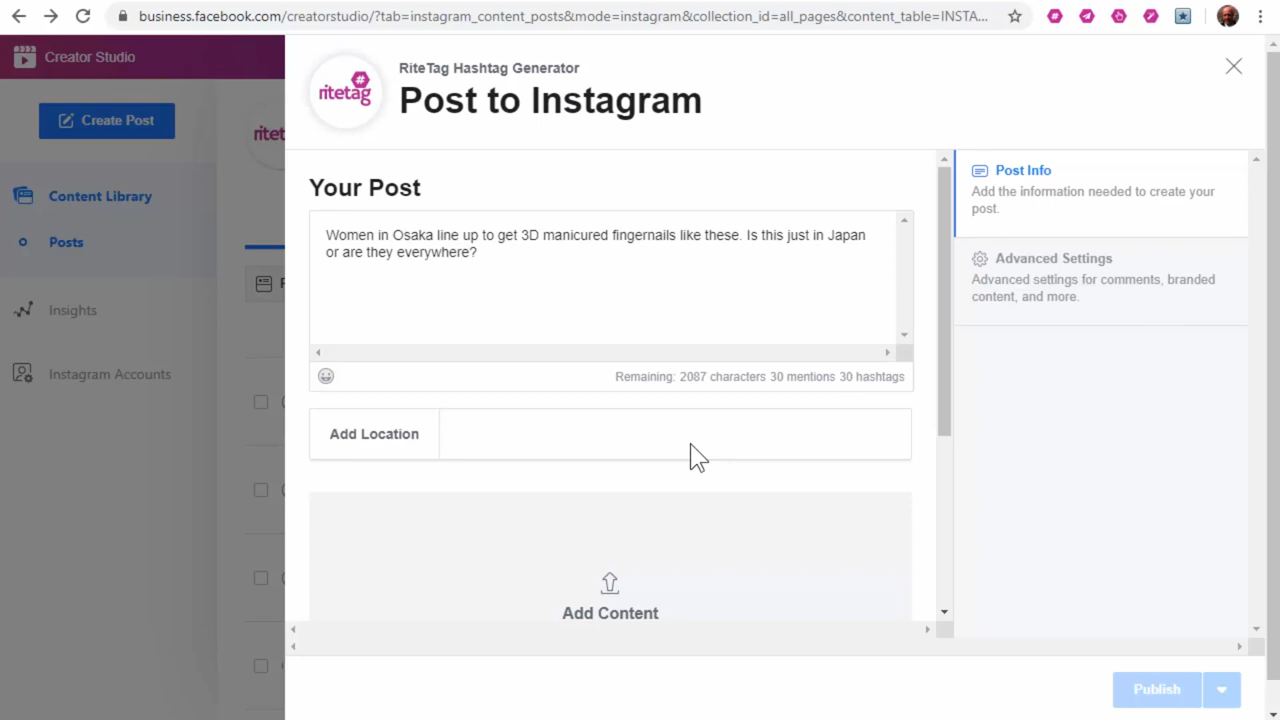 business.facebook.com/creatorstudio/?tab=instagram_content_posts&mode=instagram&collection_id=all_pages&content_table=INSTA...
Creator Studio
Create Post
Content Library
Posts
Insights
Instagram Accounts
ritet
ritetag
RiteTag Hashtag Generator
Post to Instagram
Your Post
Women in Osaka line up to get 3D manicured fingernails like these. Is this just in Japan
or are they everywhere?
Remaining: 2087 characters 30 mentions 30 hashtags
Add Location
Add Content
Post Info
Add the information needed to create your
post.
Advanced Settings
Advanced settings for comments, branded
content, and more.
Publish